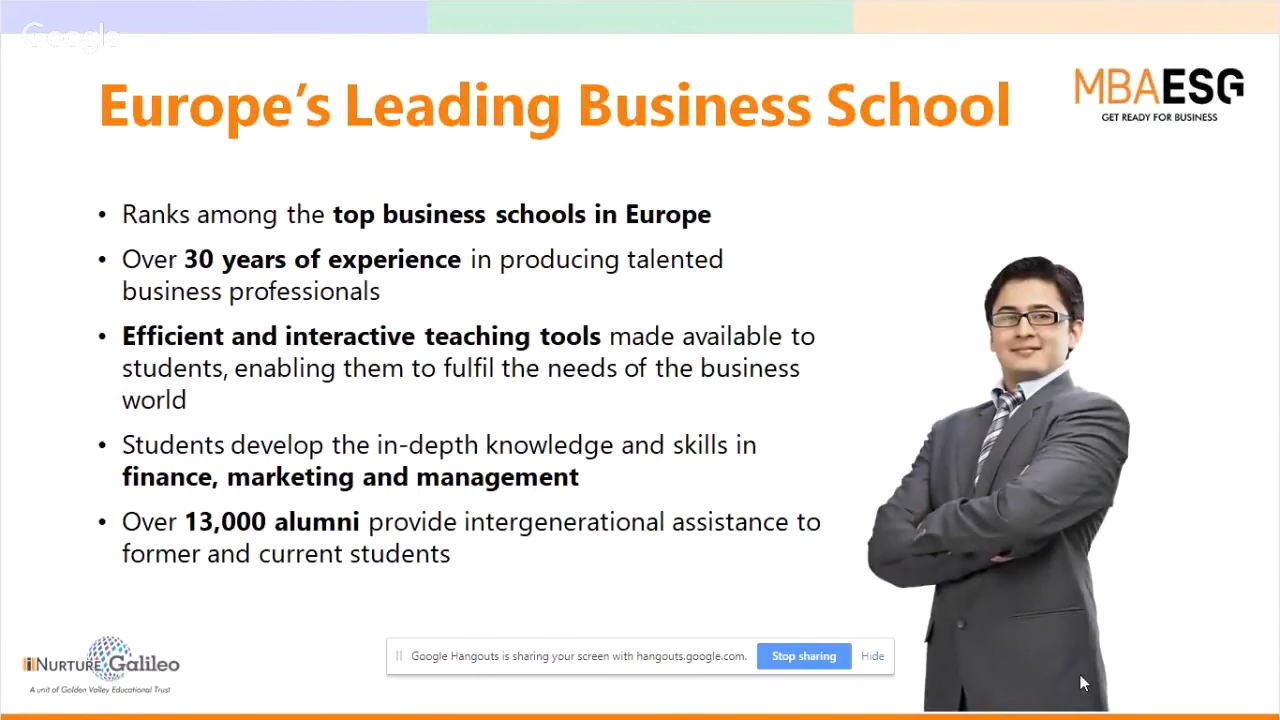 Google
Europe's Leading Business School
MBAESG
GET READY FOR BUSINESS
• Ranks among the top business schools in Europe
• Over 30 years of experience in producing talented
business professionals
• Efficient and interactive teaching tools made available to
students, enabling them to fulfil the needs of the business
world
• Students develop the in-depth knowledge and skills in
finance, marketing and management
• Over 13,000 alumni provide intergenerational assistance to
former and current students
iNURTURE Galileo
A unit of Golden Valley Educational Trust
Google Hangouts is sharing your screen with hangouts.google.com.
Stop sharing
Hide